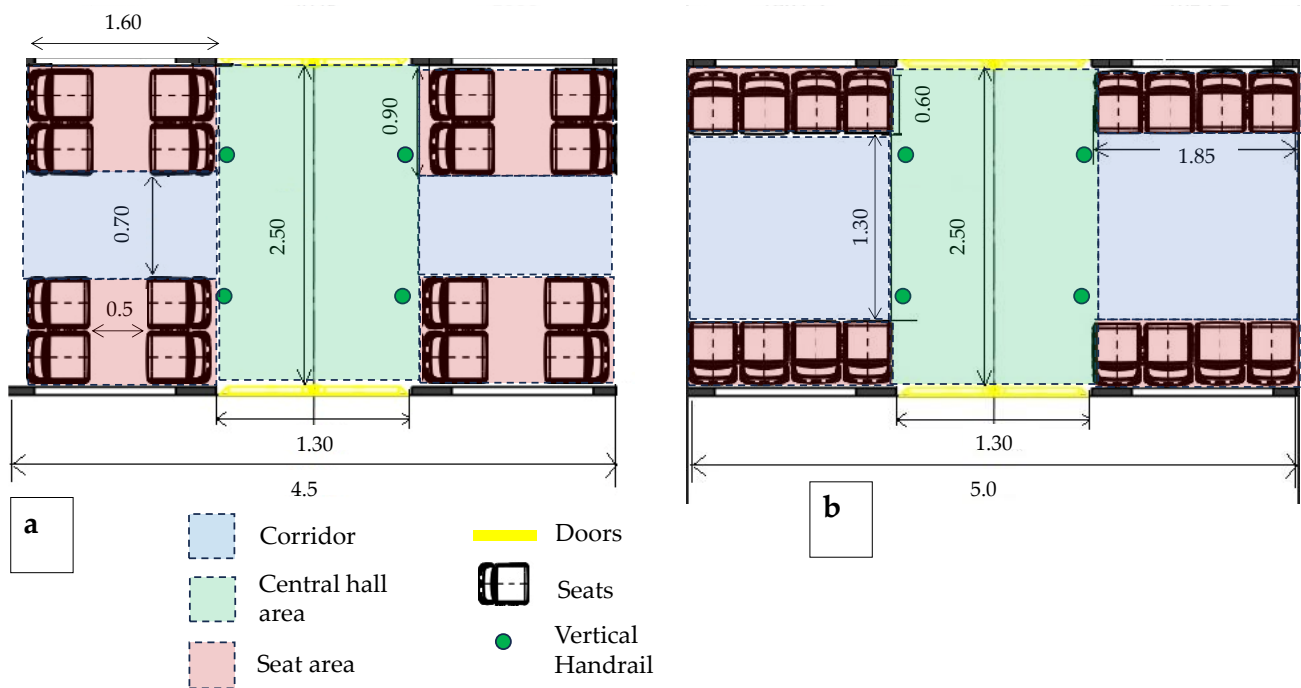 1.60
0.90
0.70
2.50
0.5
1.30
4.5
a
0.60
1.85
1.30
2.50
1.30
5.0
b
Corridor
Central hall
area
Seat area
Doors
Seats
Vertical
Handrail